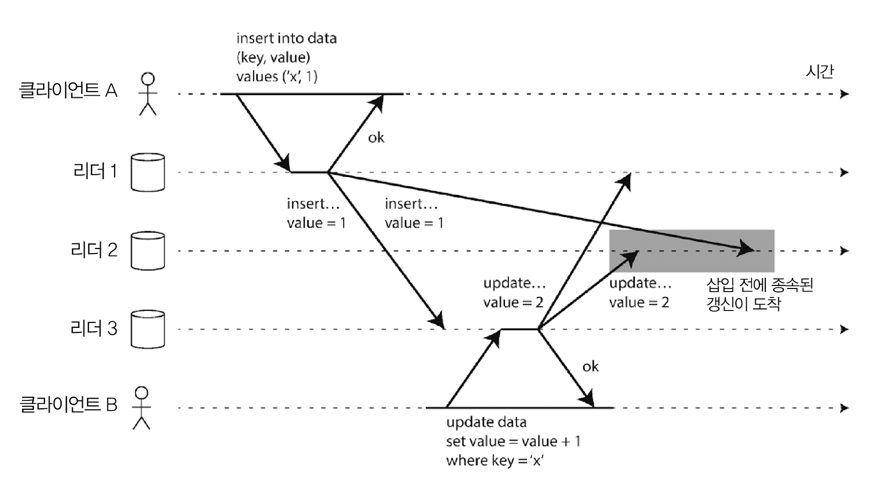 insert into data
(key, value)
values ('x', 1)
시간
클라이언트 A
ok
리더 1
insert…
value = 1
insert…
value = 1
리더 2
update…
value = 2
update…
value = 2
삽입 전에 종속된
갱신이 도착
리더 3
ok
클라이언트 B
update data
set value = value + 1
where key = 'x'